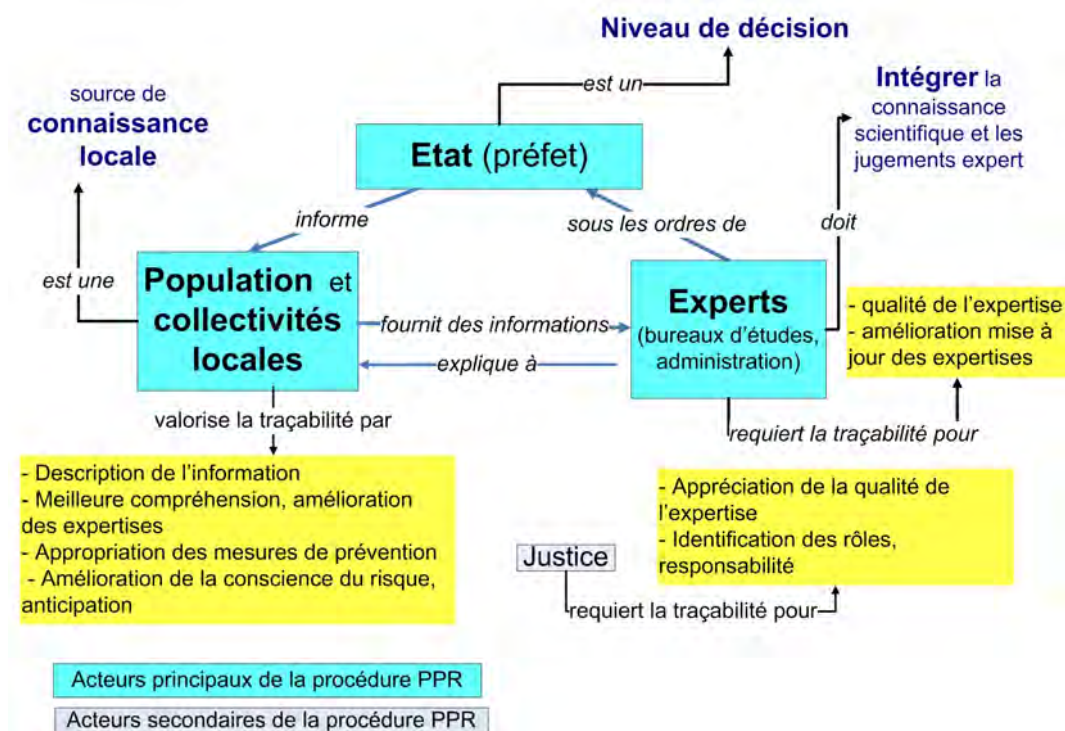 Niveau de décision
est un
Intégrer la
connaissance
scientifique et les
jugements expert
source de
connaissance
locale
Etat (préfet)
informe
sous les ordres de
doit
est une
Population et
collectivités
locales
fournit des informations
explique à
Experts
(bureaux d'études,
administration)
- qualité de l'expertise
- amélioration mise à
jour des expertises
valorise la traçabilité par
requiert la traçabilité pour
- Description de l'information
- Meilleure compréhension, amélioration
des expertises
- Appropriation des mesures de prévention
- Amélioration de la conscience du risque,
anticipation
- Appréciation de la qualité de
l'expertise
- Identification des rôles,
responsabilité
Justice
requiert la traçabilité pour
Acteurs principaux de la procédure PPR
Acteurs secondaires de la procédure PPR